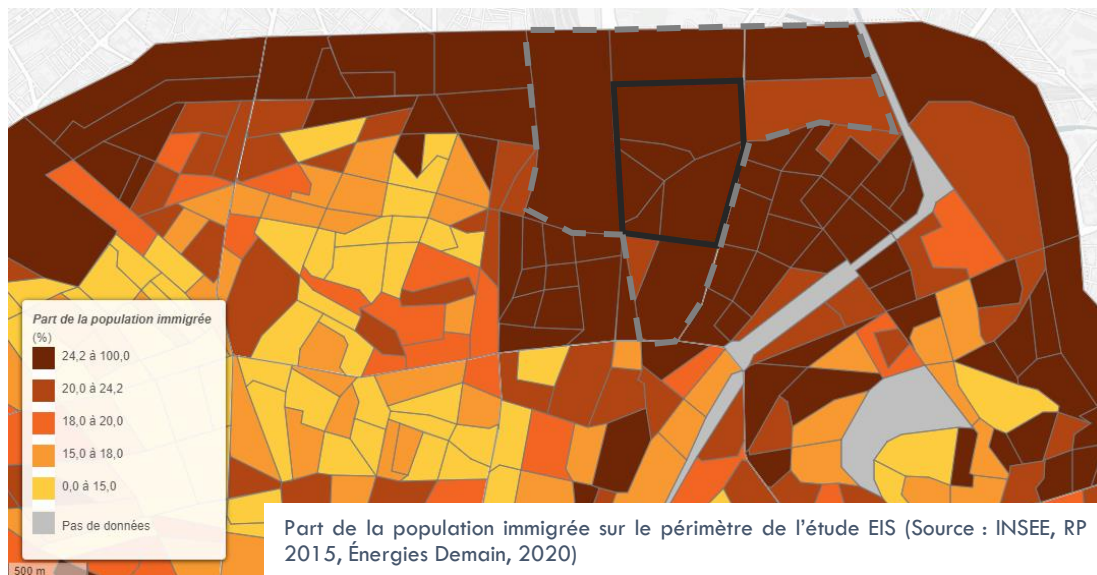 Part de la population immigrée
(%)
24,2 à 100,0
20,0 à 24,2
18,0 à 20,0
15,0 à 18,0
0,0 à 15,0
Pas de données
500 m
Part de la population immigrée sur le périmètre de l’étude EIS (Source : INSEE, RP
2015, Énergies Demain, 2020)